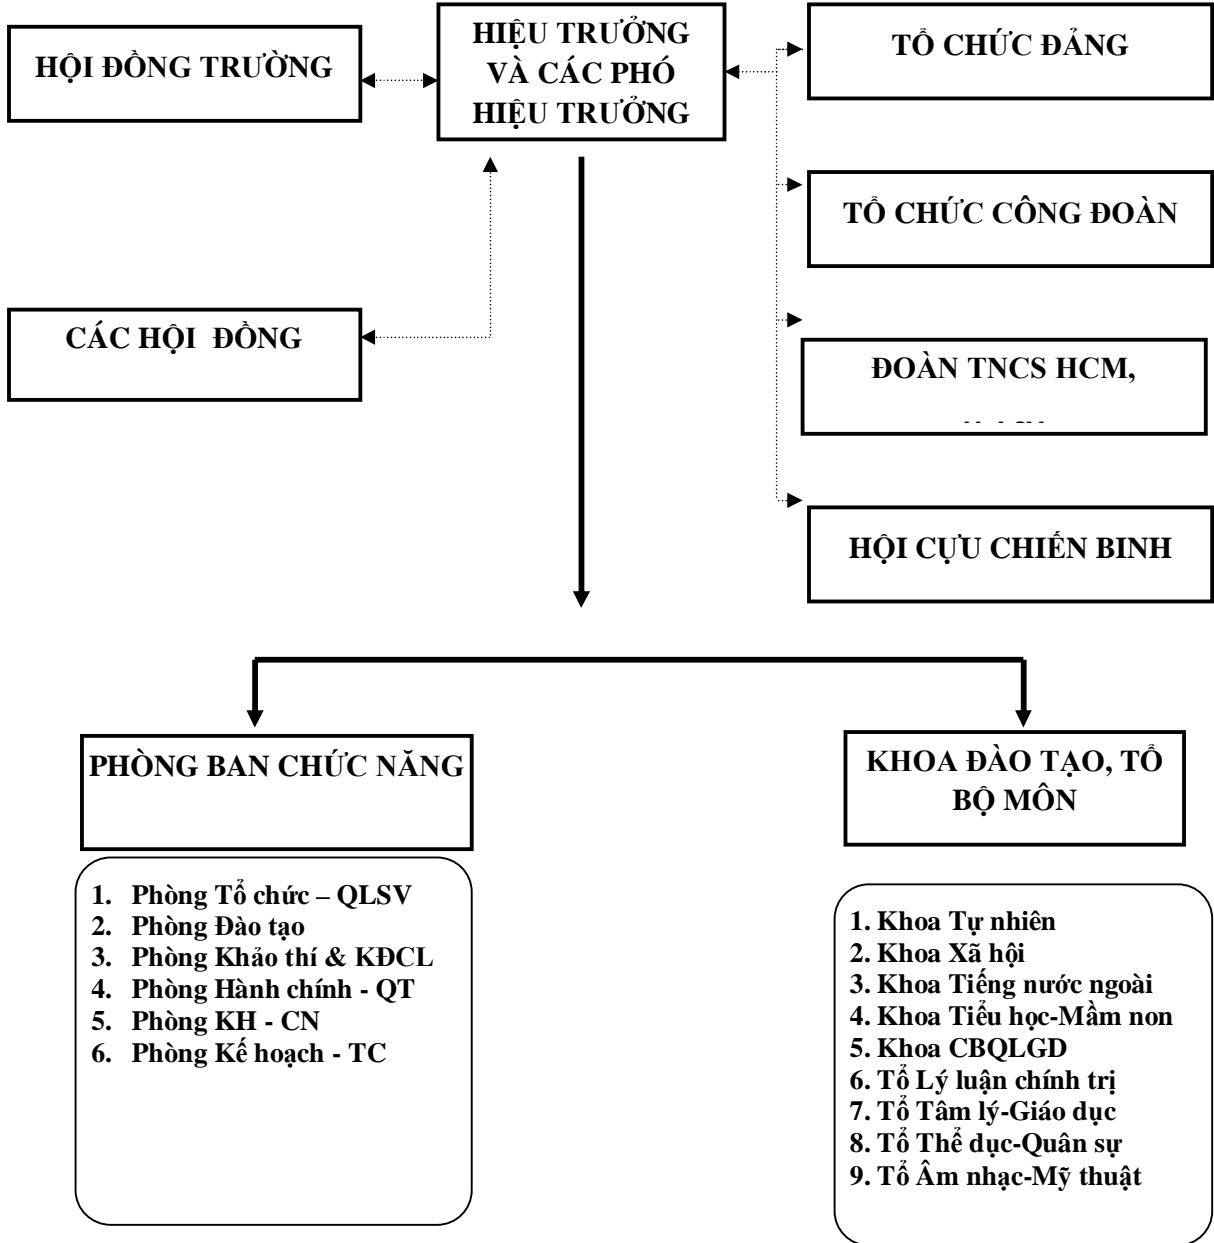 HỘI ĐỒNG TRƯỜNG
HIỆU TRƯỞNG
VÀ CÁC PHÓ
HIỆU TRƯỞNG
TỔ CHỨC ĐẢNG
TỔ CHỨC CÔNG ĐOÀN
CÁC HỘI ĐỒNG
ĐOÀN TNCS HCM,
HỘI CỰU CHIẾN BINH
PHÒNG BAN CHỨC NĂNG
1. Phòng Tổ chức – QLSV
2. Phòng Đào tạo
3. Phòng Khảo thí & KĐCL
4. Phòng Hành chính - QT
5. Phòng KH - CN
6. Phòng Kế hoạch - TC
KHOA ĐÀO TẠO, TỔ
BỘ MÔN
1. Khoa Tự nhiên
2. Khoa Xã hội
3. Khoa Tiếng nước ngoài
4. Khoa Tiểu học-Mầm non
5. Khoa CBQLGD
6. Tổ Lý luận chính trị
7. Tổ Tâm lý-Giáo dục
8. Tổ Thể dục-Quân sự
9. Tổ Âm nhạc-Mỹ thuật